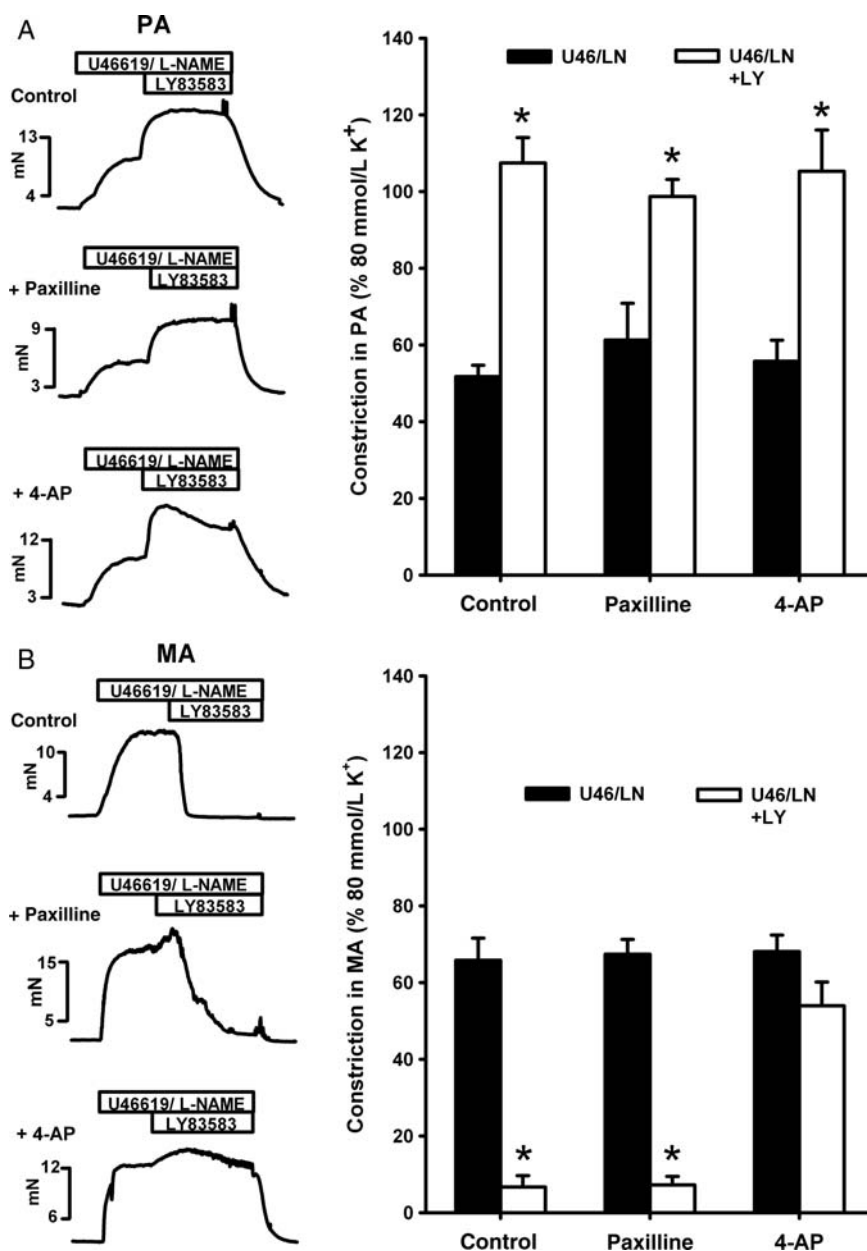 A
PA
U46619/ L-NAME
LY83583
Control
13
mN
4
U46619/ L-NAME
LY83583
+ Paxilline
9
mN
3
U46619/ L-NAME
LY83583
+ 4-AP
12
mN
3
Constriction in PA (% 80 mmol/L K⁺)
140
120
100
80
60
40
20
0
U46/LN
U46/LN
+LY
*
*
*
Control Paxilline 4-AP
B
MA
U46619/ L-NAME
LY83583
Control
10
mN
4
U46619/ L-NAME
LY83583
+ Paxilline
15
mN
5
U46619/ L-NAME
LY83583
+ 4-AP
12
mN
6
Constriction in MA (% 80 mmol/L K⁺)
140
120
100
80
60
40
20
0
U46/LN
U46/LN
+LY
*
*
Control Paxilline 4-AP